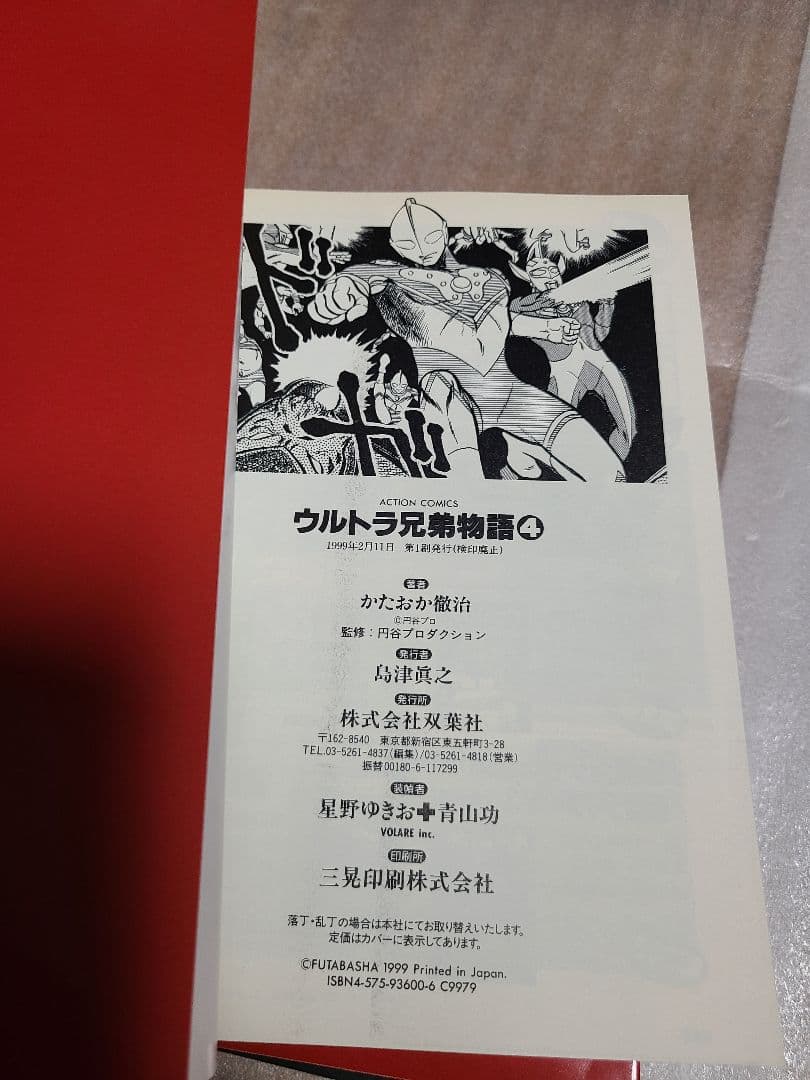 ACTION COMICS
ウルトラ兄弟物語4
1999年2月11日 第1刷発行(検印廃止)
著者
かたおか徹治
©円谷プロ
監修:円谷プロダクション
発行者
島津眞之
発行所
株式会社双葉社
〒162-8540 東京都新宿区東五軒町3-28
TEL.03-5261-4837(編集)/03-5261-4818(営業)
振替00180-6-117299
装幀者
星野ゆきお✚青山功
VOLARE inc.
印刷所
三晃印刷株式会社
落丁・乱丁の場合は本社にてお取り替えいたします。
定価はカバーに表示してあります。
©FUTABASHA 1999 Printed in Japan.
ISBN4-575-93600-6 C9979